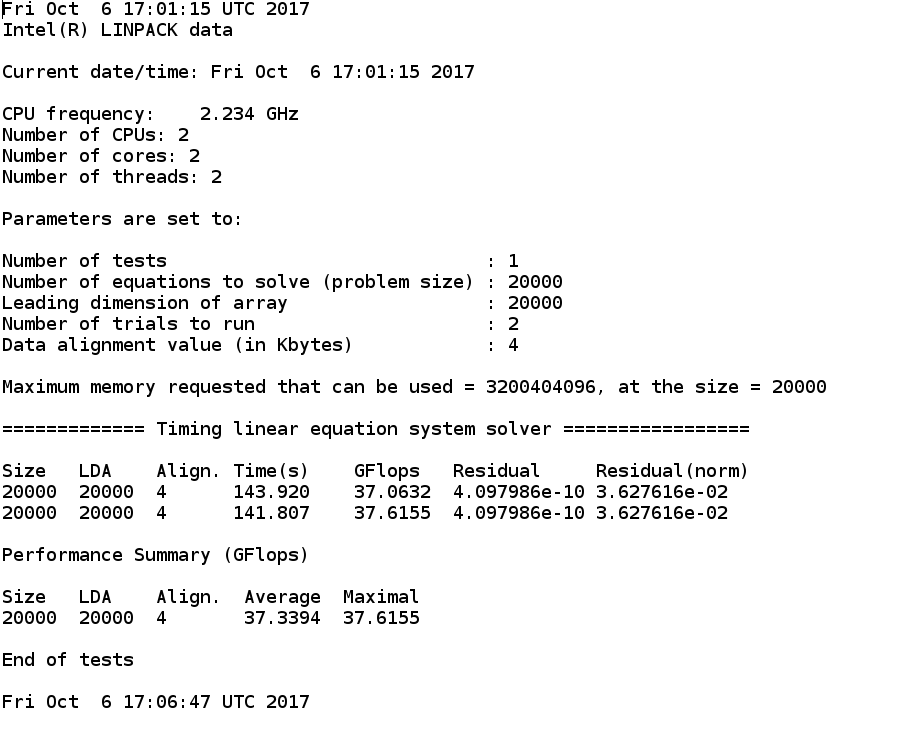 Fri Oct  6 17:01:15 UTC 2017
Intel(R) LINPACK data
Current date/time: Fri Oct  6 17:01:15 2017
CPU frequency:    2.234 GHz
Number of CPUs: 2
Number of cores: 2
Number of threads: 2
Parameters are set to:
Number of tests                             : 1
Number of equations to solve (problem size) : 20000
Leading dimension of array                  : 20000
Number of trials to run                     : 2
Data alignment value (in Kbytes)            : 4
Maximum memory requested that can be used = 3200404096, at the size = 20000
============= Timing linear equation system solver =================
Size   LDA    Align. Time(s)    GFlops   Residual     Residual(norm)
20000  20000  4      143.920    37.0632  4.097986e-10 3.627616e-02
20000  20000  4      141.807    37.6155  4.097986e-10 3.627616e-02
Performance Summary (GFlops)
Size   LDA    Align.  Average  Maximal
20000  20000  4       37.3394  37.6155
End of tests
Fri Oct  6 17:06:47 UTC 2017